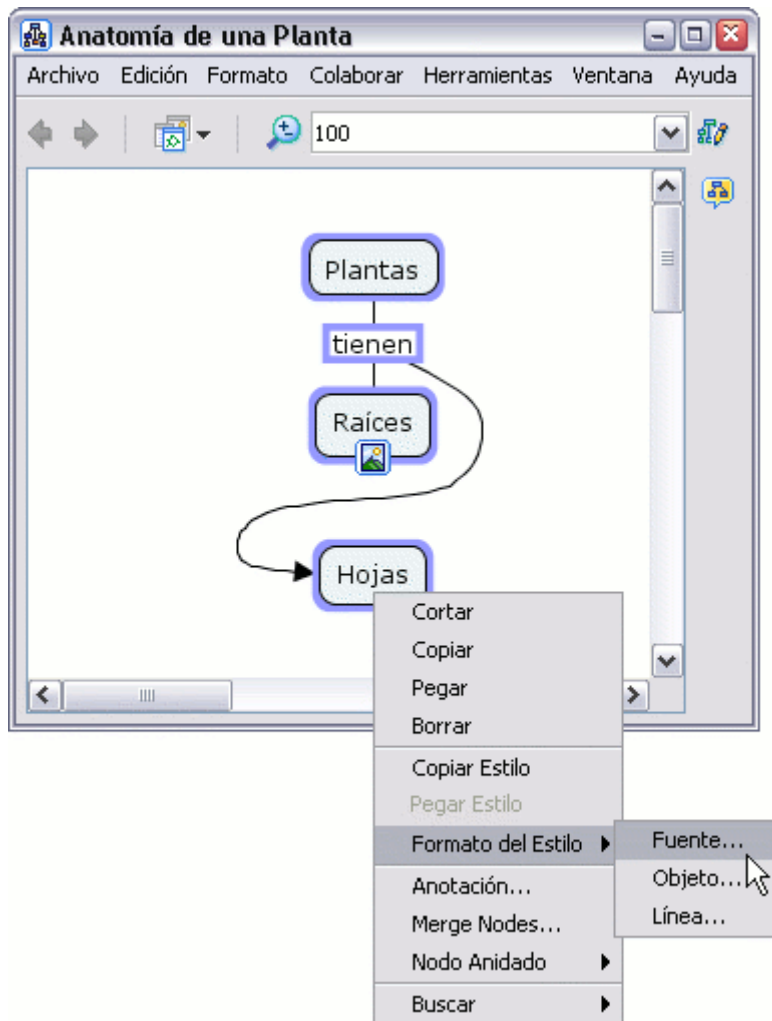 Anatomía de una Planta
Archivo Edición Formato Colaborar Herramientas Ventana Ayuda
100
Plantas
tienen
Raíces
Hojas
Cortar
Copiar
Pegar
Borrar
Copiar Estilo
Pegar Estilo
Formato del Estilo
Fuente...
Objeto...
Línea...
Anotación...
Merge Nodes...
Nodo Anidado
Buscar